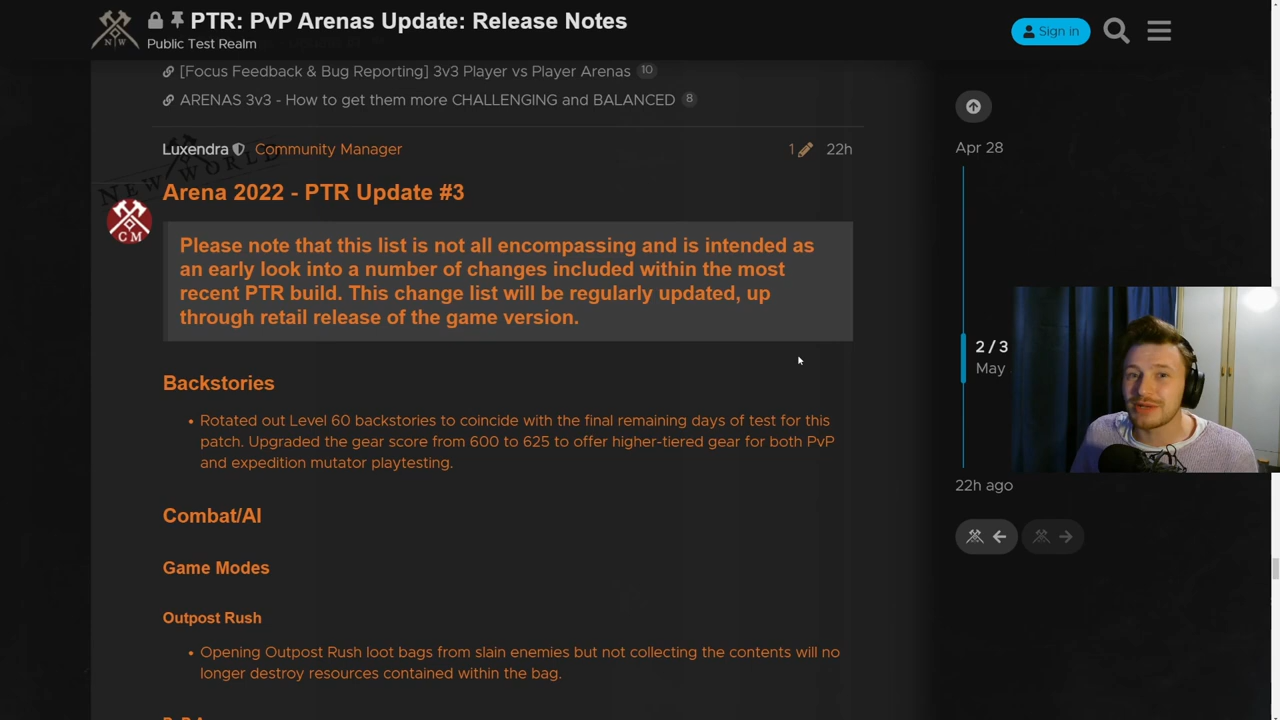 PTR: PvP Arenas Update: Release Notes
Public Test Realm
Sign in
[Focus Feedback & Bug Reporting] 3v3 Player vs Player Arenas 10
ARENAS 3v3 - How to get them more CHALLENGING and BALANCED 8
Luxendra Community Manager 1 22h
NEW WORLD
CM
Arena 2022 - PTR Update #3
Please note that this list is not all encompassing and is intended as
an early look into a number of changes included within the most
recent PTR build. This change list will be regularly updated, up
through retail release of the game version.
Backstories
• Rotated out Level 60 backstories to coincide with the final remaining days of test for this
patch. Upgraded the gear score from 600 to 625 to offer higher-tiered gear for both PvP
and expedition mutator playtesting.
Combat/AI
Game Modes
Outpost Rush
• Opening Outpost Rush loot bags from slain enemies but not collecting the contents will no
longer destroy resources contained within the bag.
Apr 28
2 / 3
May
22h ago